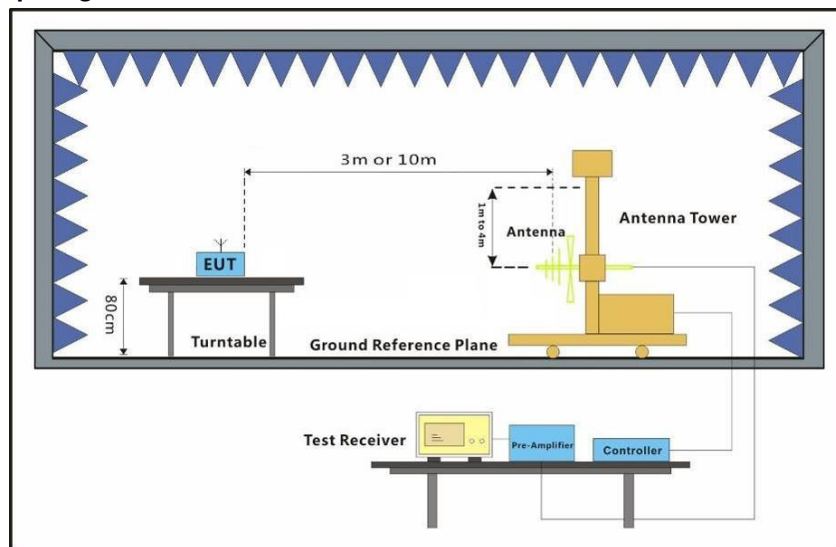 3m or 10m
1m to 4m
Antenna
Antenna Tower
EUT
80cm
Turntable
Ground Reference Plane
Test Receiver
Pre-Amplifier
Controller